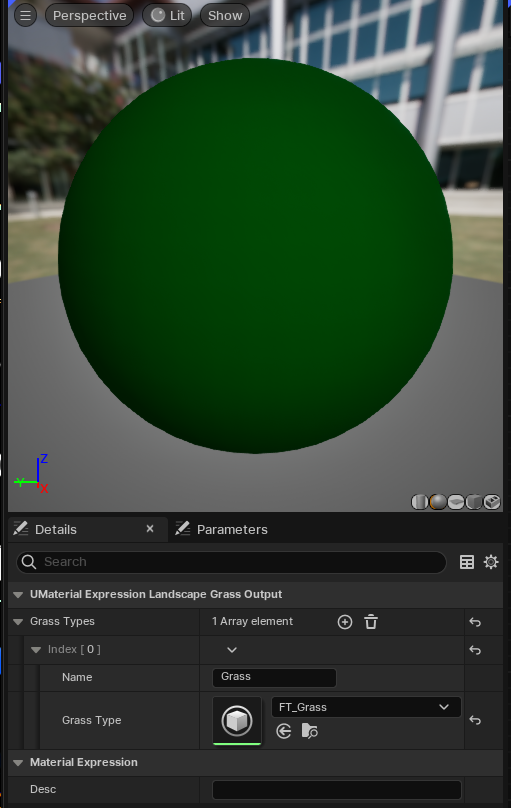 Perspective Lit Show
Z
Y
X
Details × Parameters
Search
UMaterial Expression Landscape Grass Output
Grass Types 1 Array element
Index [ 0 ]
Name Grass
Grass Type FT_Grass
Material Expression
Desc